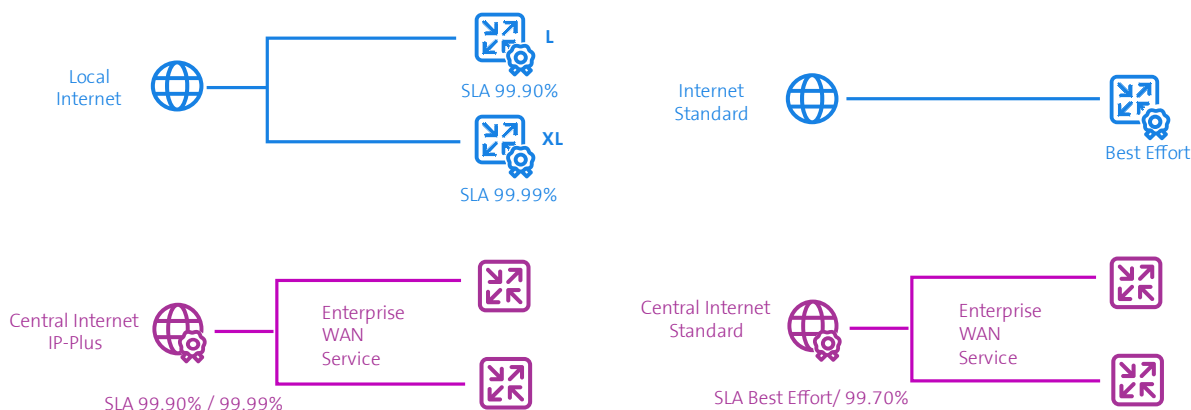 Local
Internet
L
SLA 99.90%
XL
SLA 99.99%
Internet
Standard
Best Effort
Central Internet
IP-Plus
Enterprise
WAN
Service
SLA 99.90% / 99.99%
Central Internet
Standard
Enterprise
WAN
Service
SLA Best Effort/ 99.70%